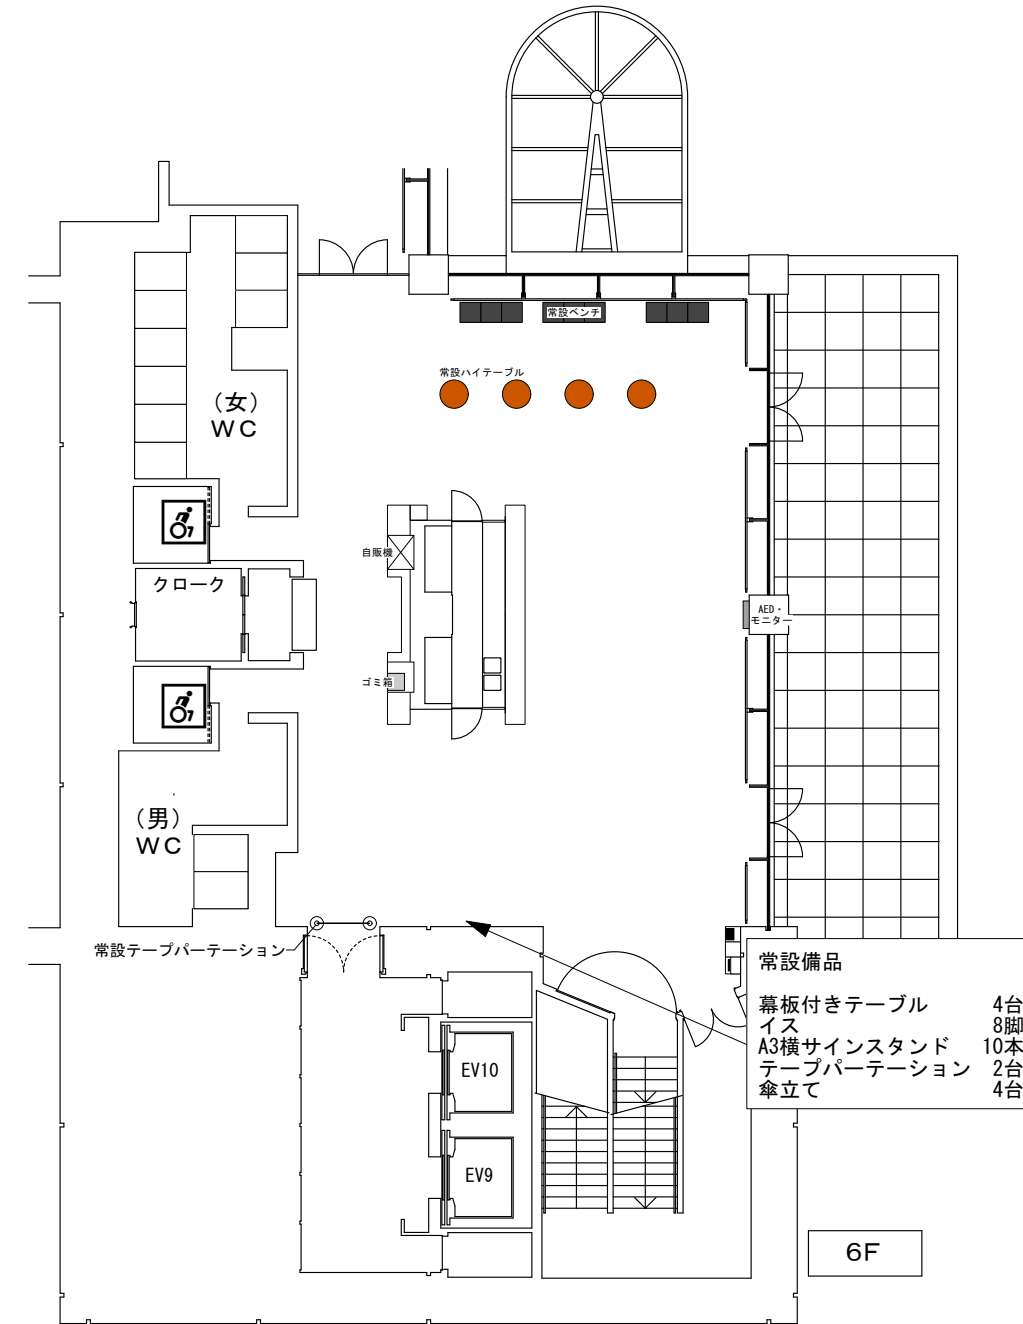 常設ベンチ
常設ハイテーブル
（女）
ＷＣ
自販機
クローク
AED・
モニター
ゴミ箱
（男）
ＷＣ
常設テープパーテーション
常設備品
幕板付きテーブル 4台
イス 8脚
A3横サインスタンド 10本
テープパーテーション 2台
傘立て 4台
EV10
EV9
6F